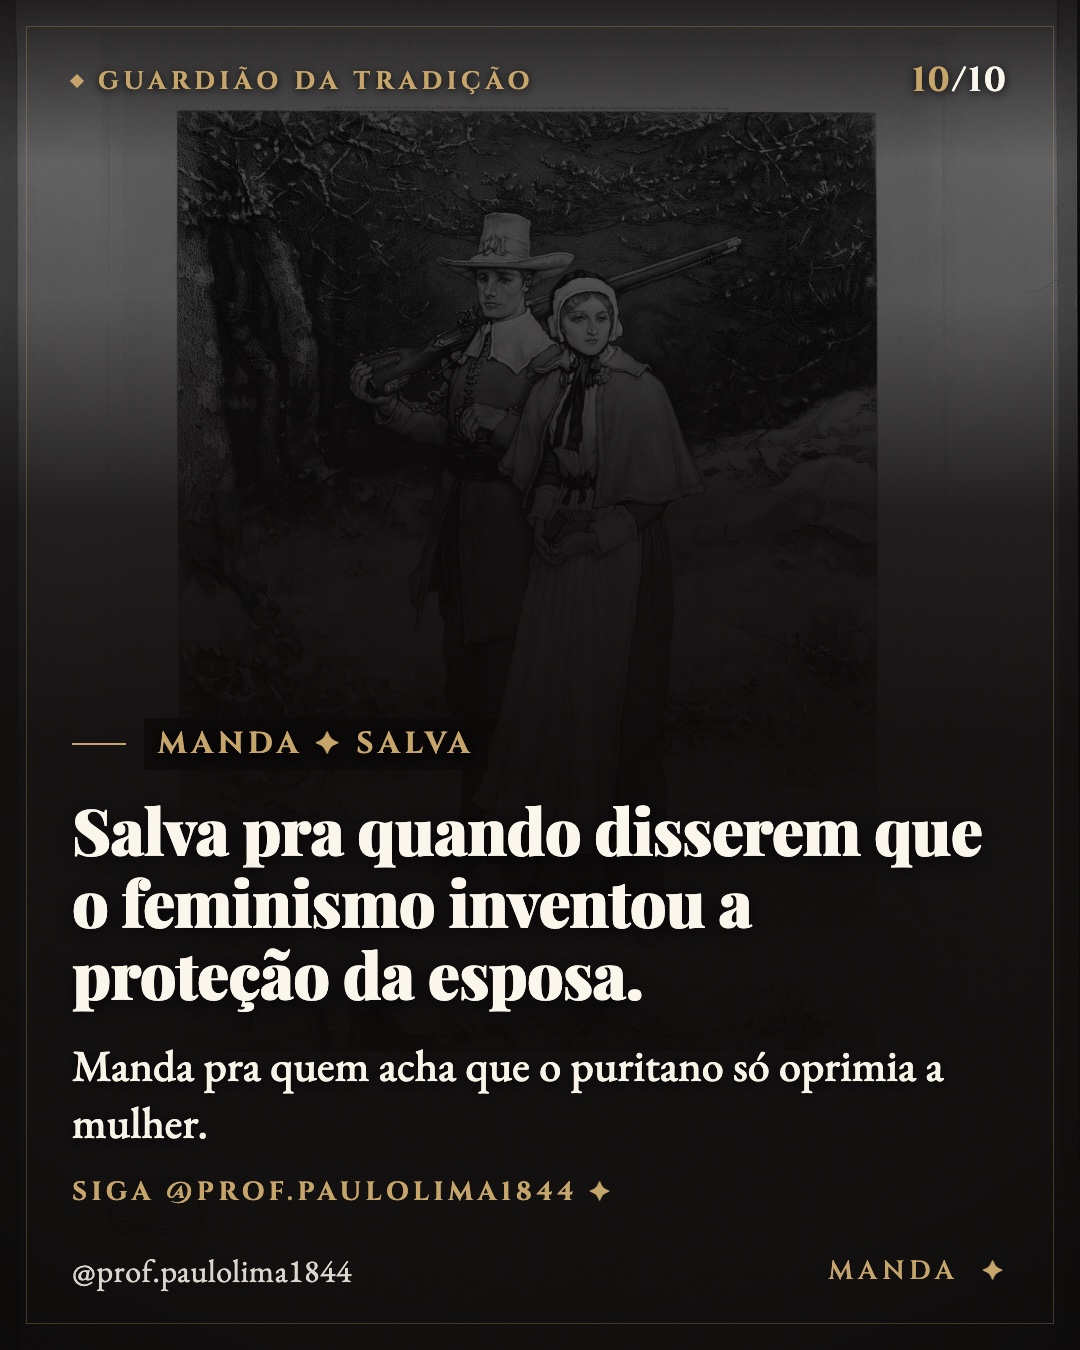 ◆ GUARDIÃO DA TRADIÇÃO
10/10
MANDA ✦ SALVA
Salva pra quando disserem que
o feminismo inventou a
proteção da esposa.
Manda pra quem acha que o puritano só oprimia a
mulher.
SIGA @PROF.PAULOLIMA1844 ✦
@prof.paulolima1844
MANDA ✦